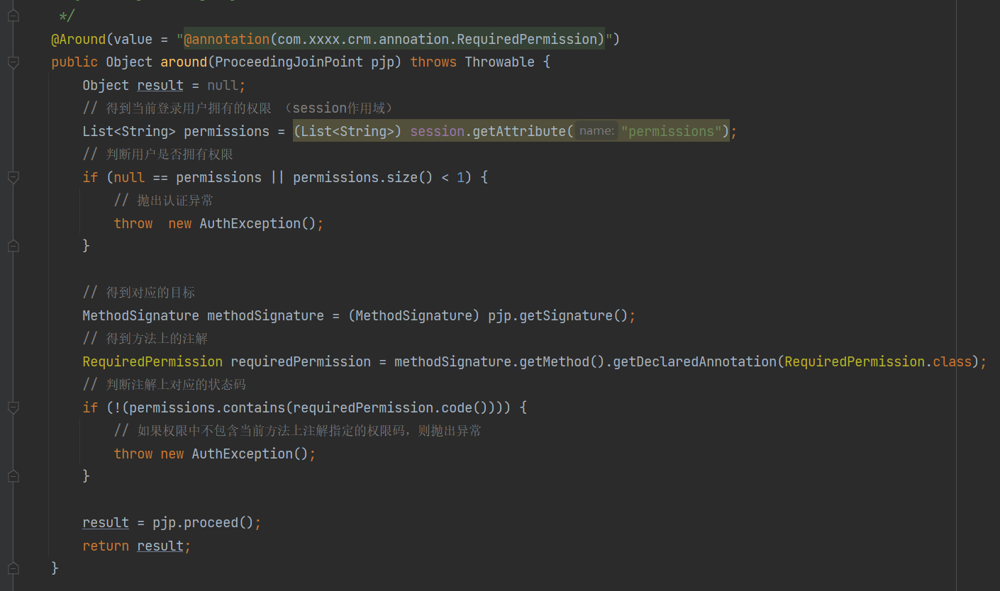 */
@Around(value = "@annotation(com.xxxx.crm.annoation.RequiredPermission)")
public Object around(ProceedingJoinPoint pjp) throws Throwable {
Object result = null;
// 得到当前登录用户拥有的权限 （session作用域）
List<String> permissions = (List<String>) session.getAttribute( name: "permissions");
// 判断用户是否拥有权限
if (null == permissions || permissions.size() < 1) {
// 抛出认证异常
throw  new AuthException();
}
// 得到对应的目标
MethodSignature methodSignature = (MethodSignature) pjp.getSignature();
// 得到方法上的注解
RequiredPermission requiredPermission = methodSignature.getMethod().getDeclaredAnnotation(RequiredPermission.class);
// 判断注解上对应的状态码
if (!(permissions.contains(requiredPermission.code()))) {
// 如果权限中不包含当前方法上注解指定的权限码，则抛出异常
throw new AuthException();
}
result = pjp.proceed();
return result;
}